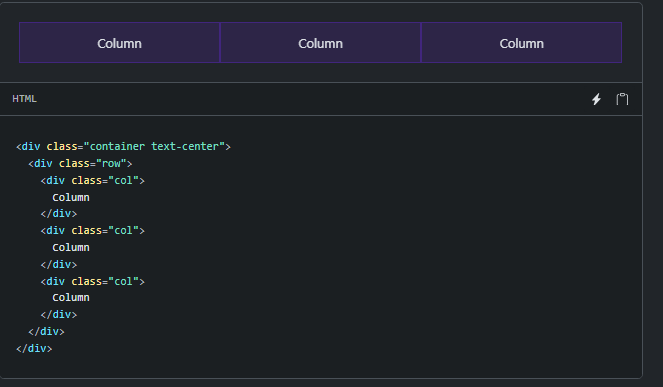 Column Column Column
HTML
<div class="container text-center">
  <div class="row">
    <div class="col">
      Column
    </div>
    <div class="col">
      Column
    </div>
    <div class="col">
      Column
    </div>
  </div>
</div>